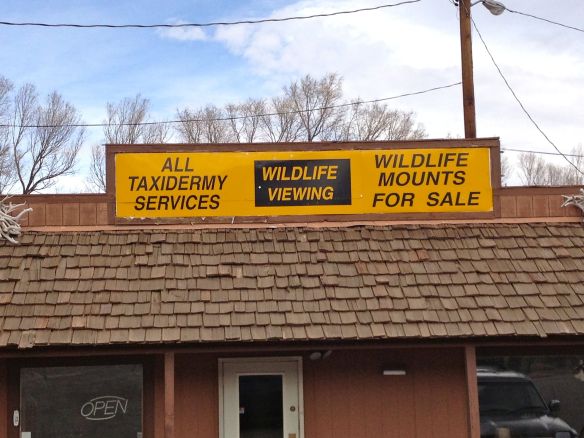 ALL
TAXIDERMY
SERVICES
WILDLIFE
VIEWING
WILDLIFE
MOUNTS
FOR SALE
OPEN